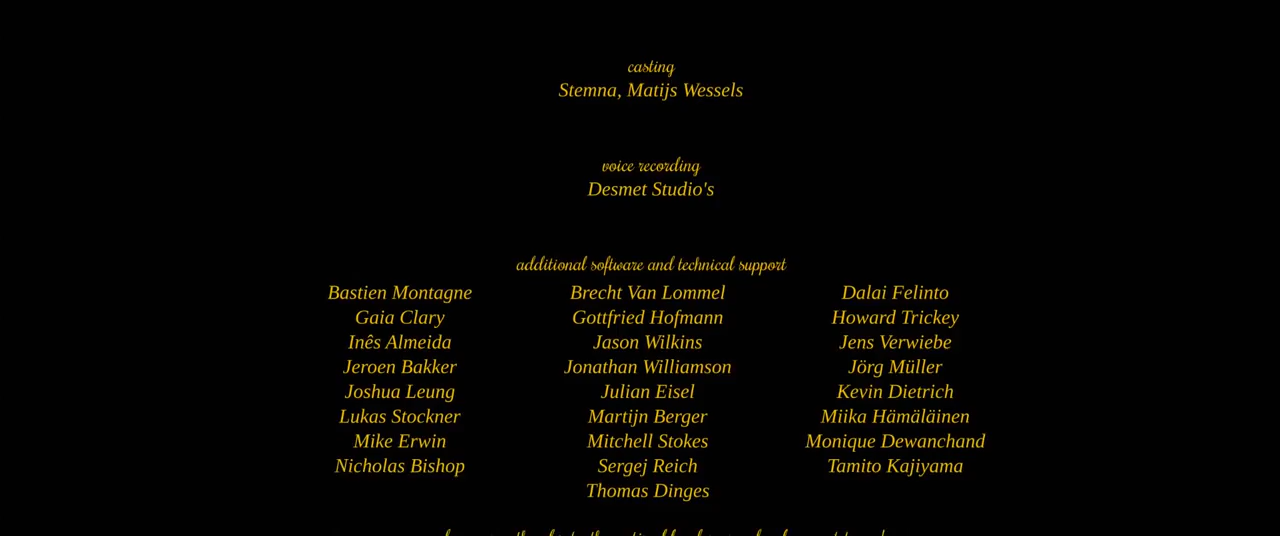 casting
Stemna, Matijs Wessels
voice recording
Desmet Studio's
additional software and technical support
Bastien Montagne Brecht Van Lommel Dalai Felinto
Gaia Clary Gottfried Hofmann Howard Trickey
Inês Almeida Jason Wilkins Jens Verwiebe
Jeroen Bakker Jonathan Williamson Jörg Müller
Joshua Leung Julian Eisel Kevin Dietrich
Lukas Stockner Martijn Berger Miika Hämäläinen
Mike Erwin Mitchell Stokes Monique Dewanchand
Nicholas Bishop Sergej Reich Tamito Kajiyama
Thomas Dinges